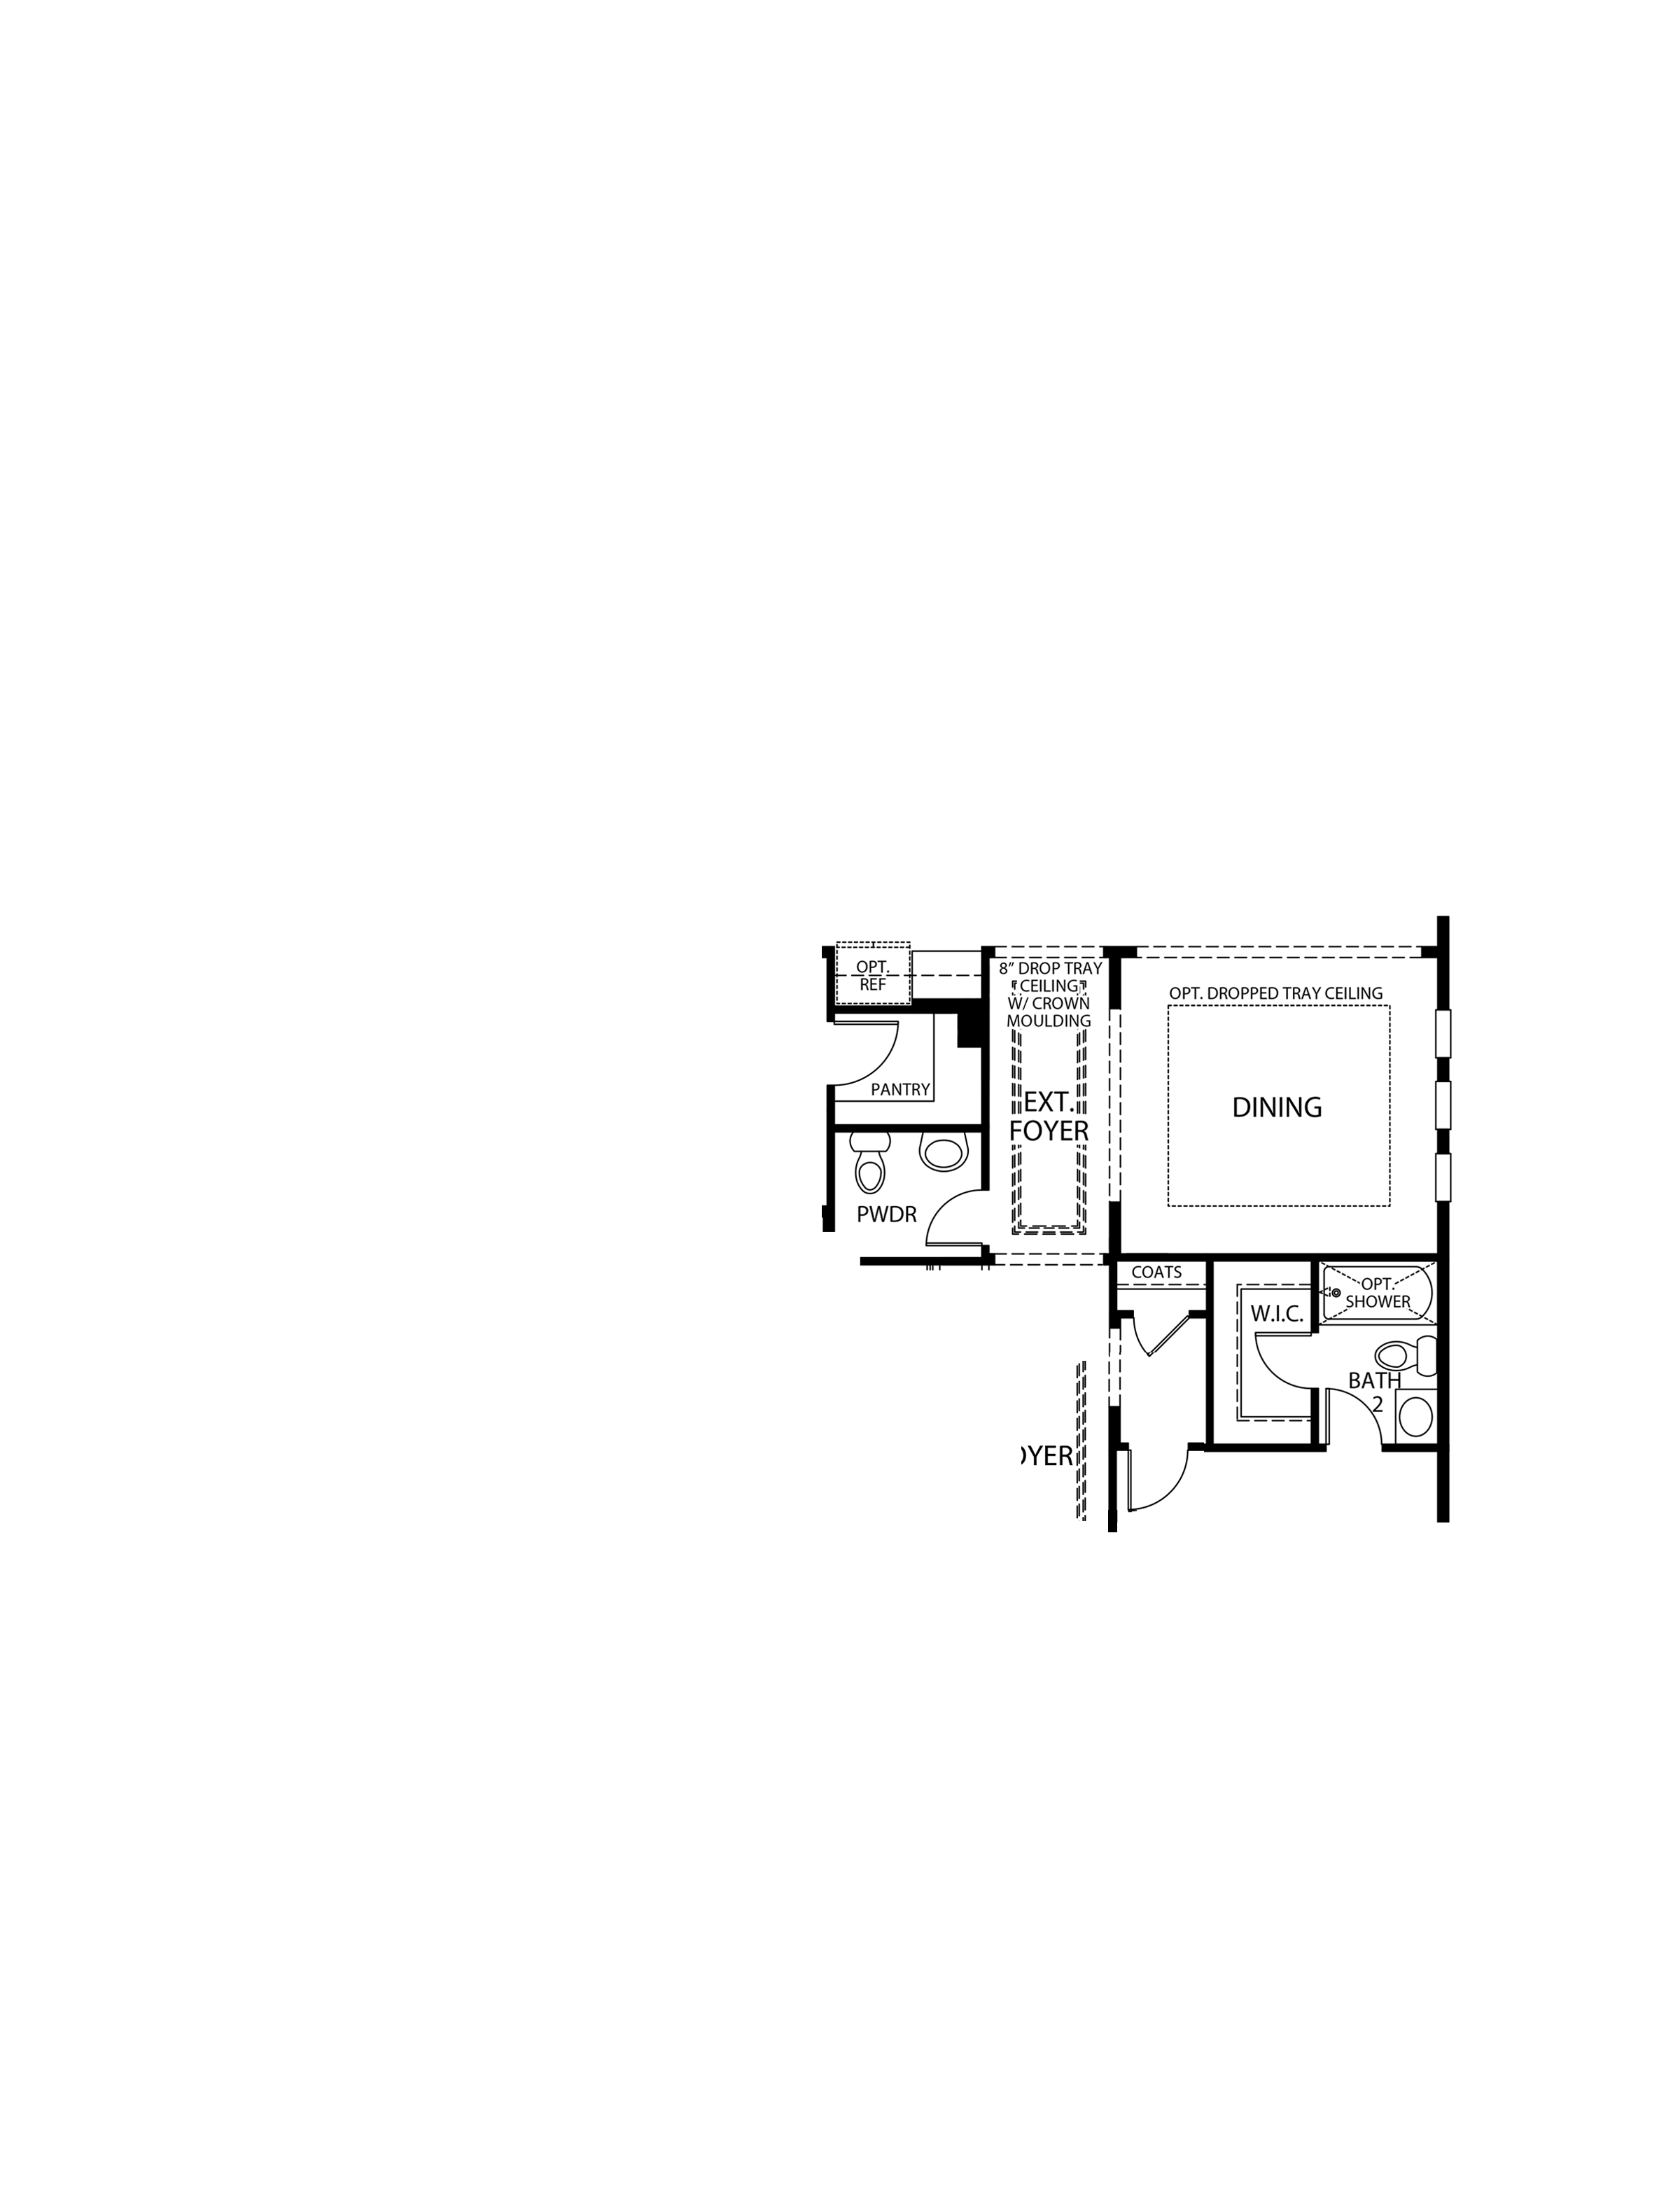 OPT.
REF
8” DROP TRAY
CEILING
W/ CROWN
MOULDING
OPT. DROPPED TRAY CEILING
PANTRY
EXT.
FOYER
DINING
PWDR
COATS
W.I.C.
OPT.
SHOWER
BATH
2
OYER